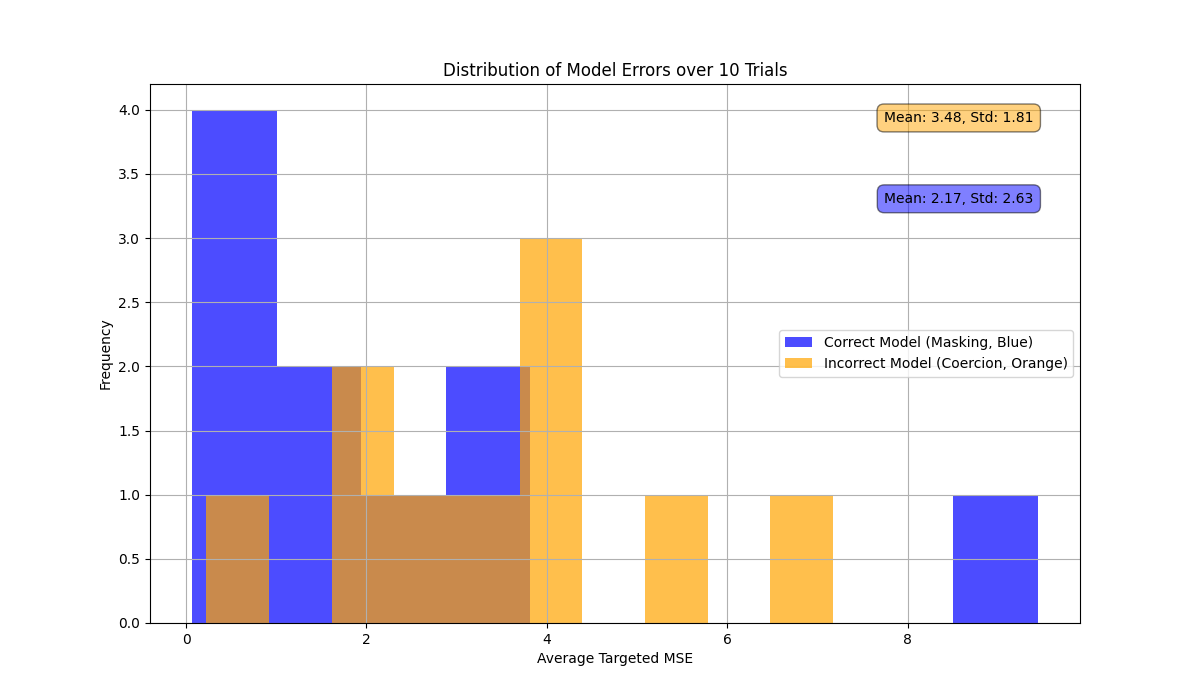 Distribution of Model Errors over 10 Trials
4.0
3.5
3.0
2.5
2.0
1.5
1.0
0.5
0.0
Frequency
Mean: 3.48, Std: 1.81
Mean: 2.17, Std: 2.63
Correct Model (Masking, Blue)
Incorrect Model (Coercion, Orange)
0 2 4 6 8
Average Targeted MSE